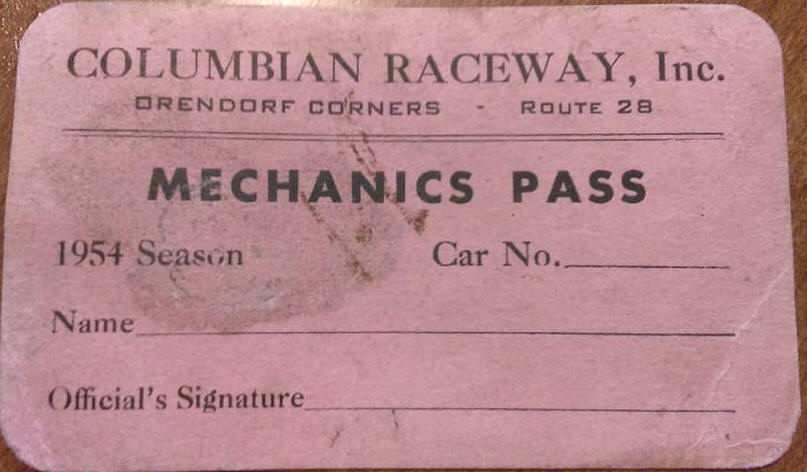 COLUMBIAN RACEWAY, Inc.
ORENDORF CORNERS - ROUTE 28
MECHANICS PASS
1954 Season Car No.
Name
Official's Signature